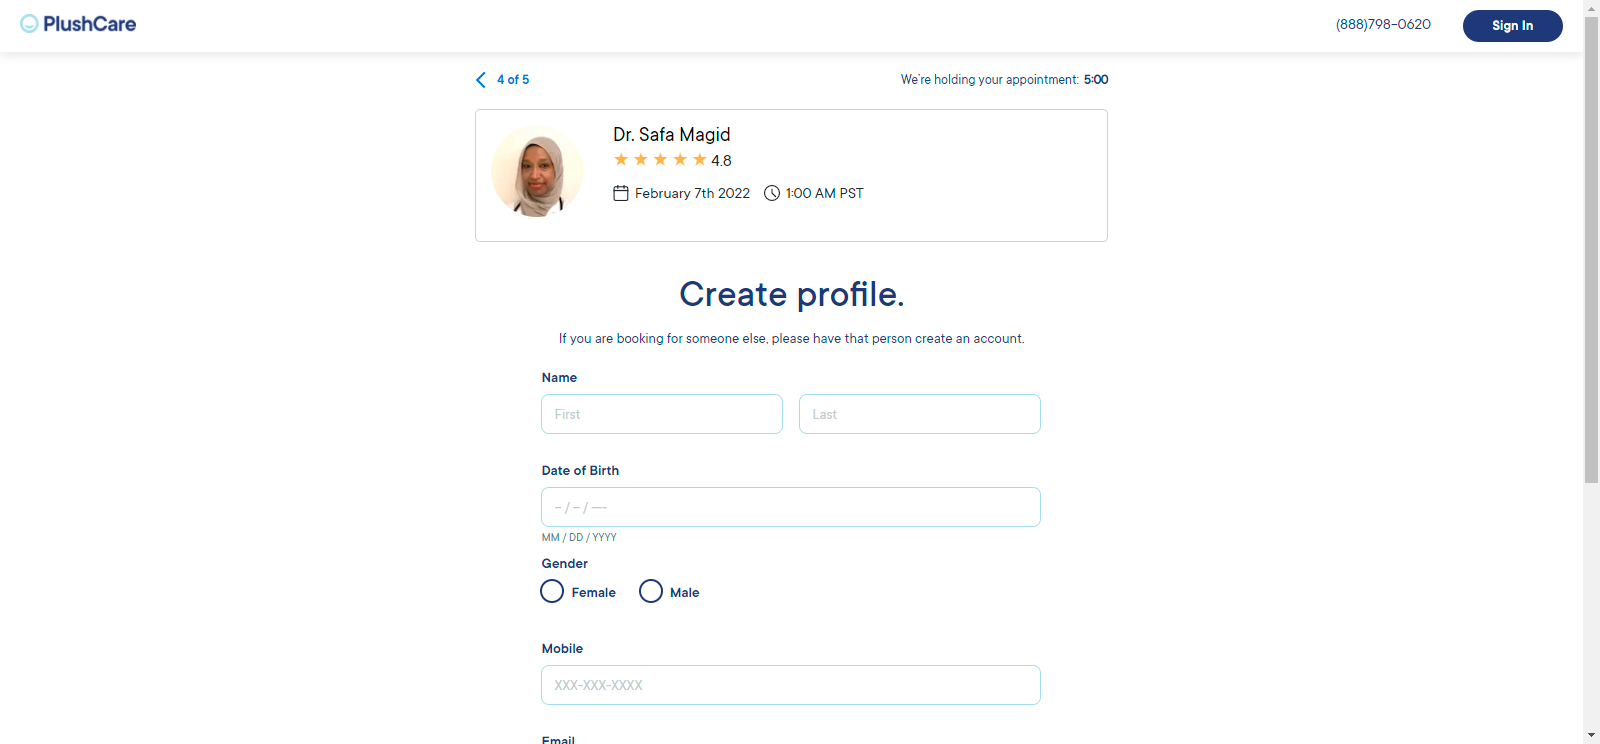 PlushCare
(888)798-0620
Sign In
4 of 5
We're holding your appointment: 5:00
Dr. Safa Magid
4.8
February 7th 2022
1:00 AM PST
Create profile.
If you are booking for someone else, please have that person create an account.
Name
First
Last
Date of Birth
-- / -- / ----
MM / DD / YYYY
Gender
Female
Male
Mobile
XXX-XXX-XXXX
Email